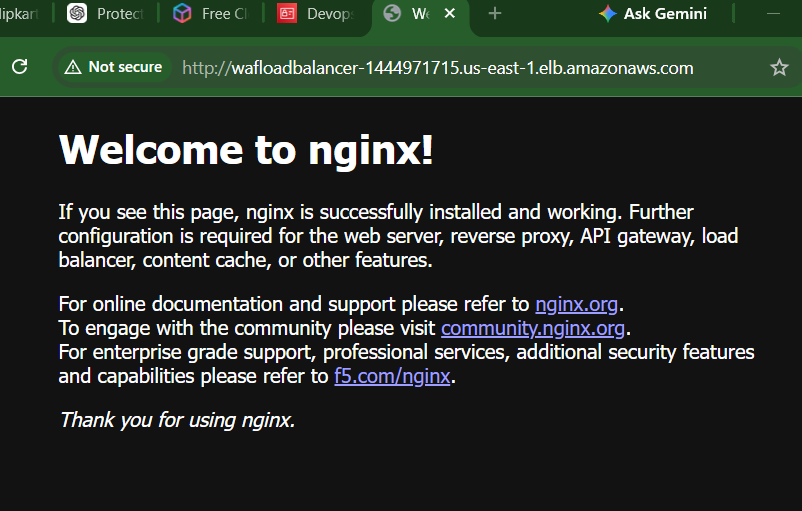 lipkart
Protect
Free Cl
Devops
We
Ask Gemini
Not secure
http://wafloadbalancer-1444971715.us-east-1.elb.amazonaws.com
Welcome to nginx!
If you see this page, nginx is successfully installed and working. Further
configuration is required for the web server, reverse proxy, API gateway, load
balancer, content cache, or other features.
For online documentation and support please refer to nginx.org.
To engage with the community please visit community.nginx.org.
For enterprise grade support, professional services, additional security features
and capabilities please refer to f5.com/nginx.
Thank you for using nginx.